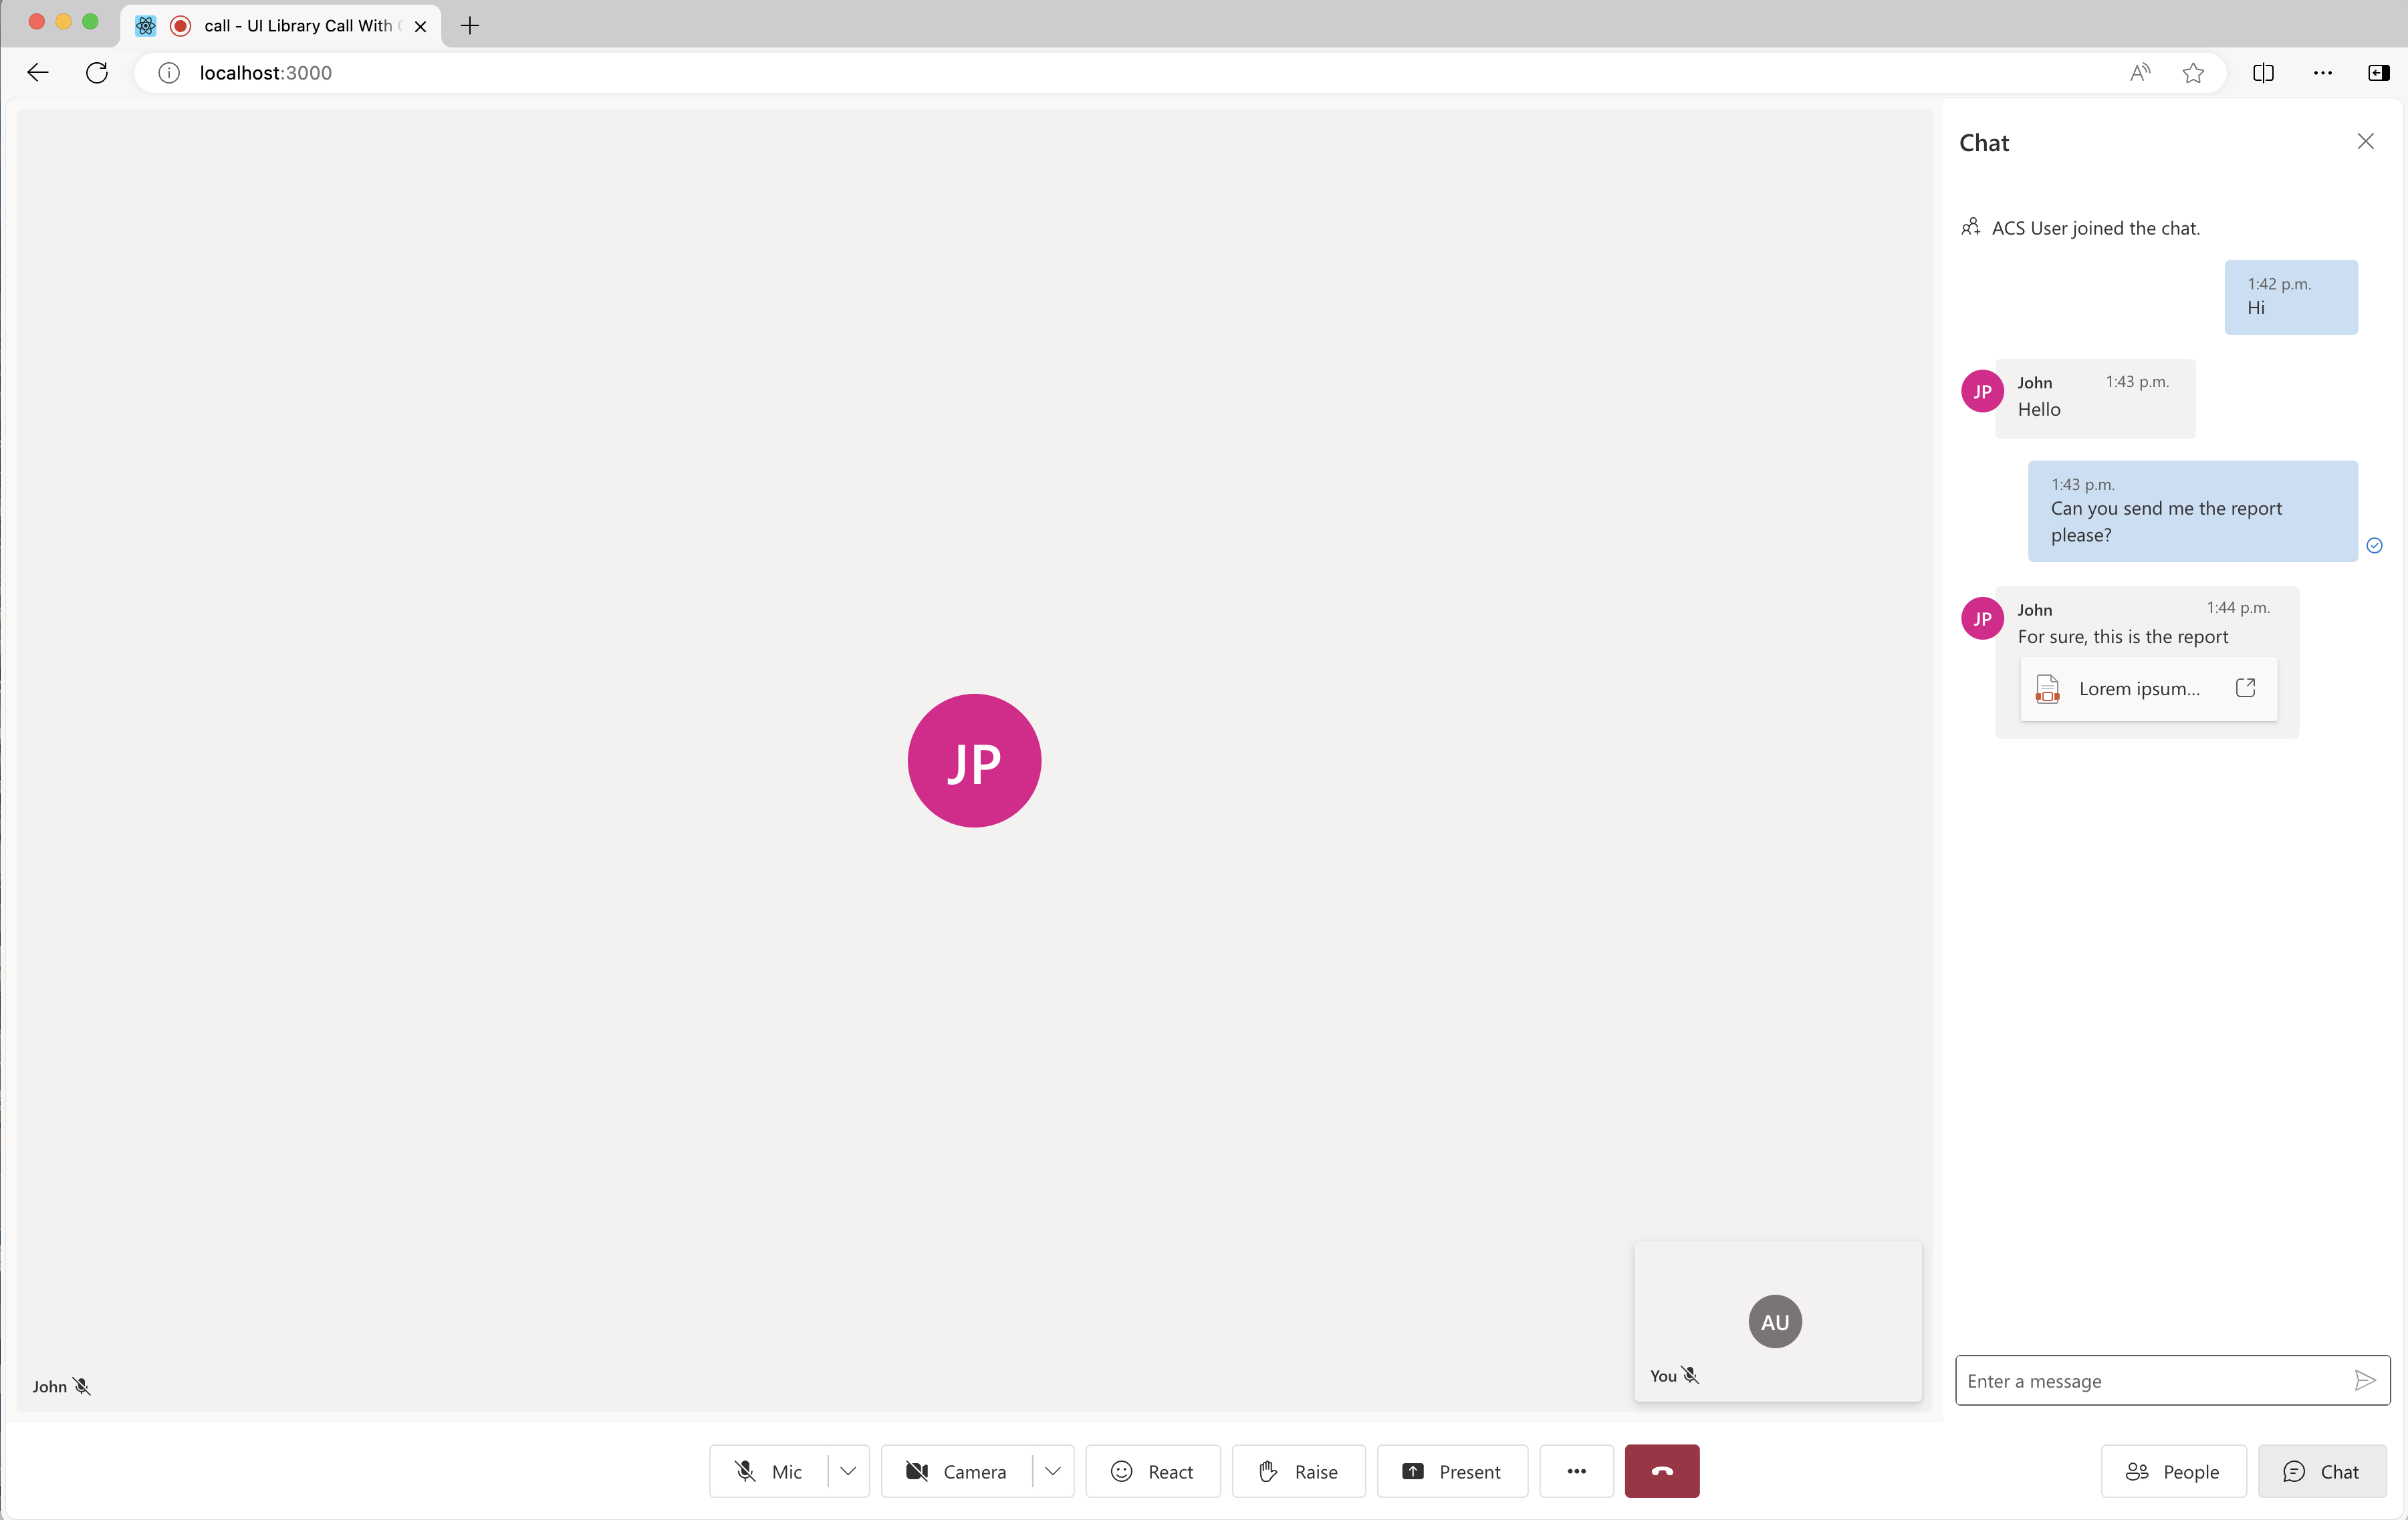 call - UI Library Call With
localhost:3000
Chat
ACS User joined the chat.
1:42 p.m.
Hi
JP
John 1:43 p.m.
Hello
1:43 p.m.
Can you send me the report
please?
JP
John 1:44 p.m.
For sure, this is the report
Lorem ipsum...
JP
AU
You
John
Enter a message
Mic
Camera
React
Raise
Present
People
Chat